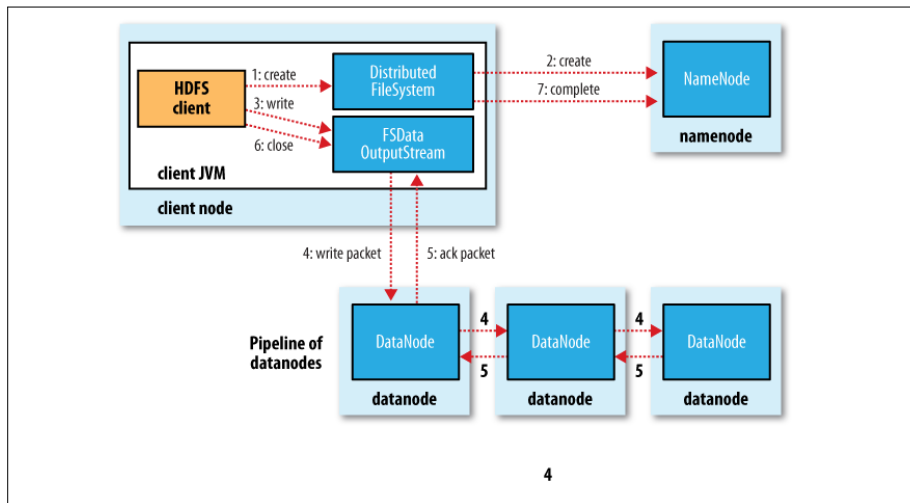 1: create
2: create
HDFS
client
Distributed
FileSystem
NameNode
3: write
7: complete
6: close
FSData
OutputStream
namenode
client JVM
client node
4: write packet
5: ack packet
Pipeline of
datanodes
DataNode
4
DataNode
4
DataNode
5
5
datanode
datanode
datanode
4